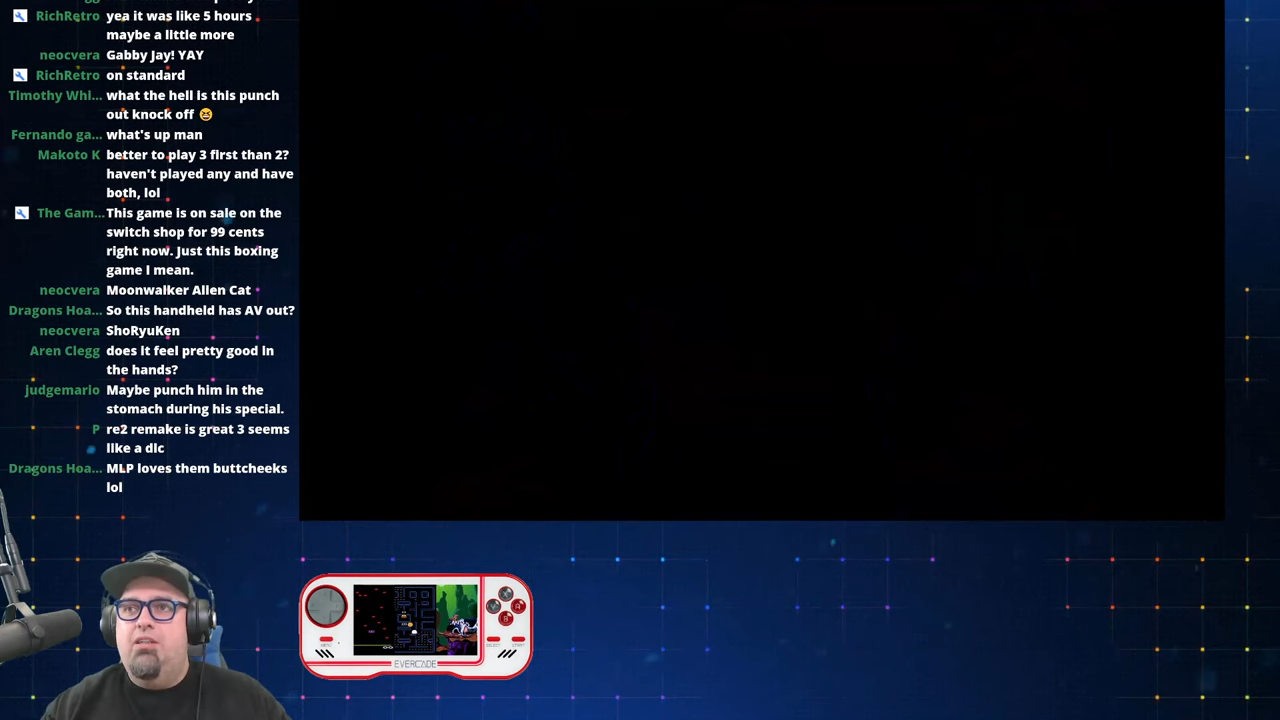 RichRetro yea it was like 5 hours
maybe a little more
neocvera Gabby Jay! YAY
RichRetro on standard
Timothy Whl... what the hell is this punch
out knock off 😆
Fernando ga... what's up man
Makoto K better to play 3 first than 2?
haven't played any and have
both, lol
The Gam... This game is on sale on the
switch shop for 99 cents
right now. Just this boxing
game I mean.
neocvera Moonwalker Allen Cat
Dragons Hoa... So this handheld has AV out?
neocvera ShoRyuKen
Aren Clegg does it feel pretty good in
the hands?
judgemario Maybe punch him in the
stomach during his special.
P re2 remake is great 3 seems
like a dlc
Dragons Hoa... MLP loves them buttcheeks
lol
EVERCADE